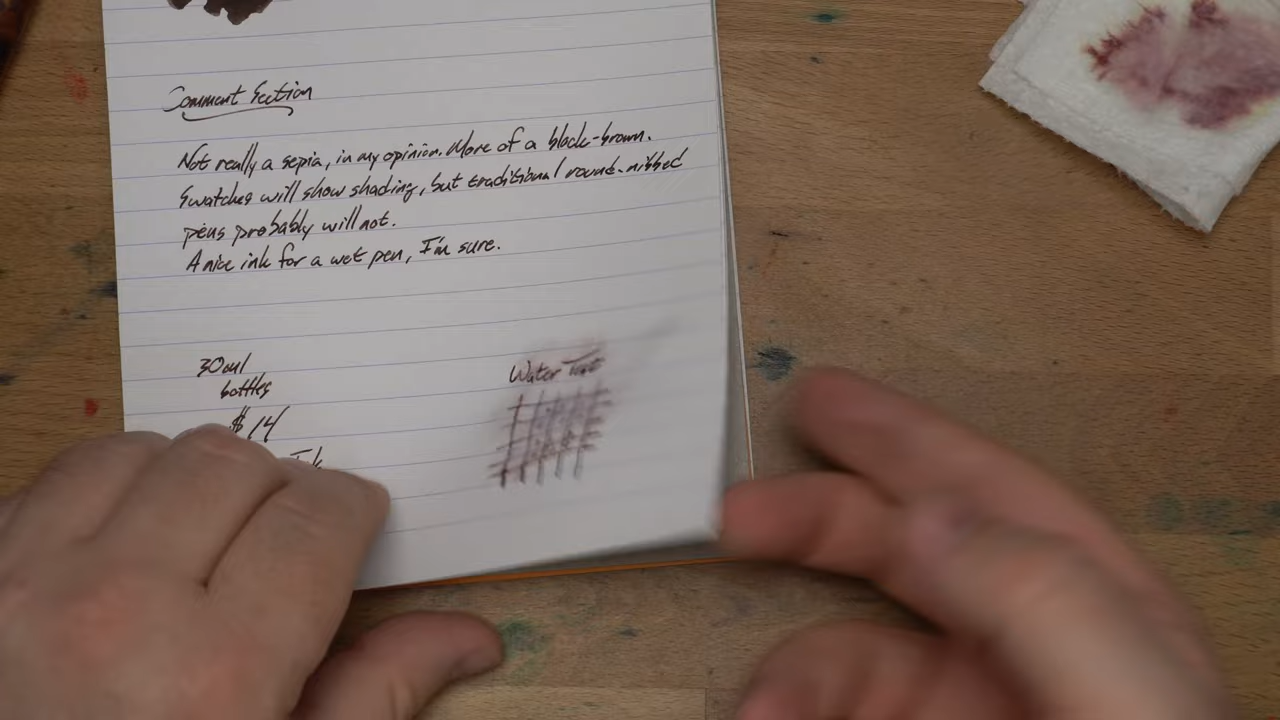 Comment Section
Not really a sepia, in my opinion. More of a black-brown.
Swatches will show shading, but traditional round-nibbed
pens probably will not.
A nice ink for a wet pen, I'm sure.
30ml
bottles
$14
Water Test